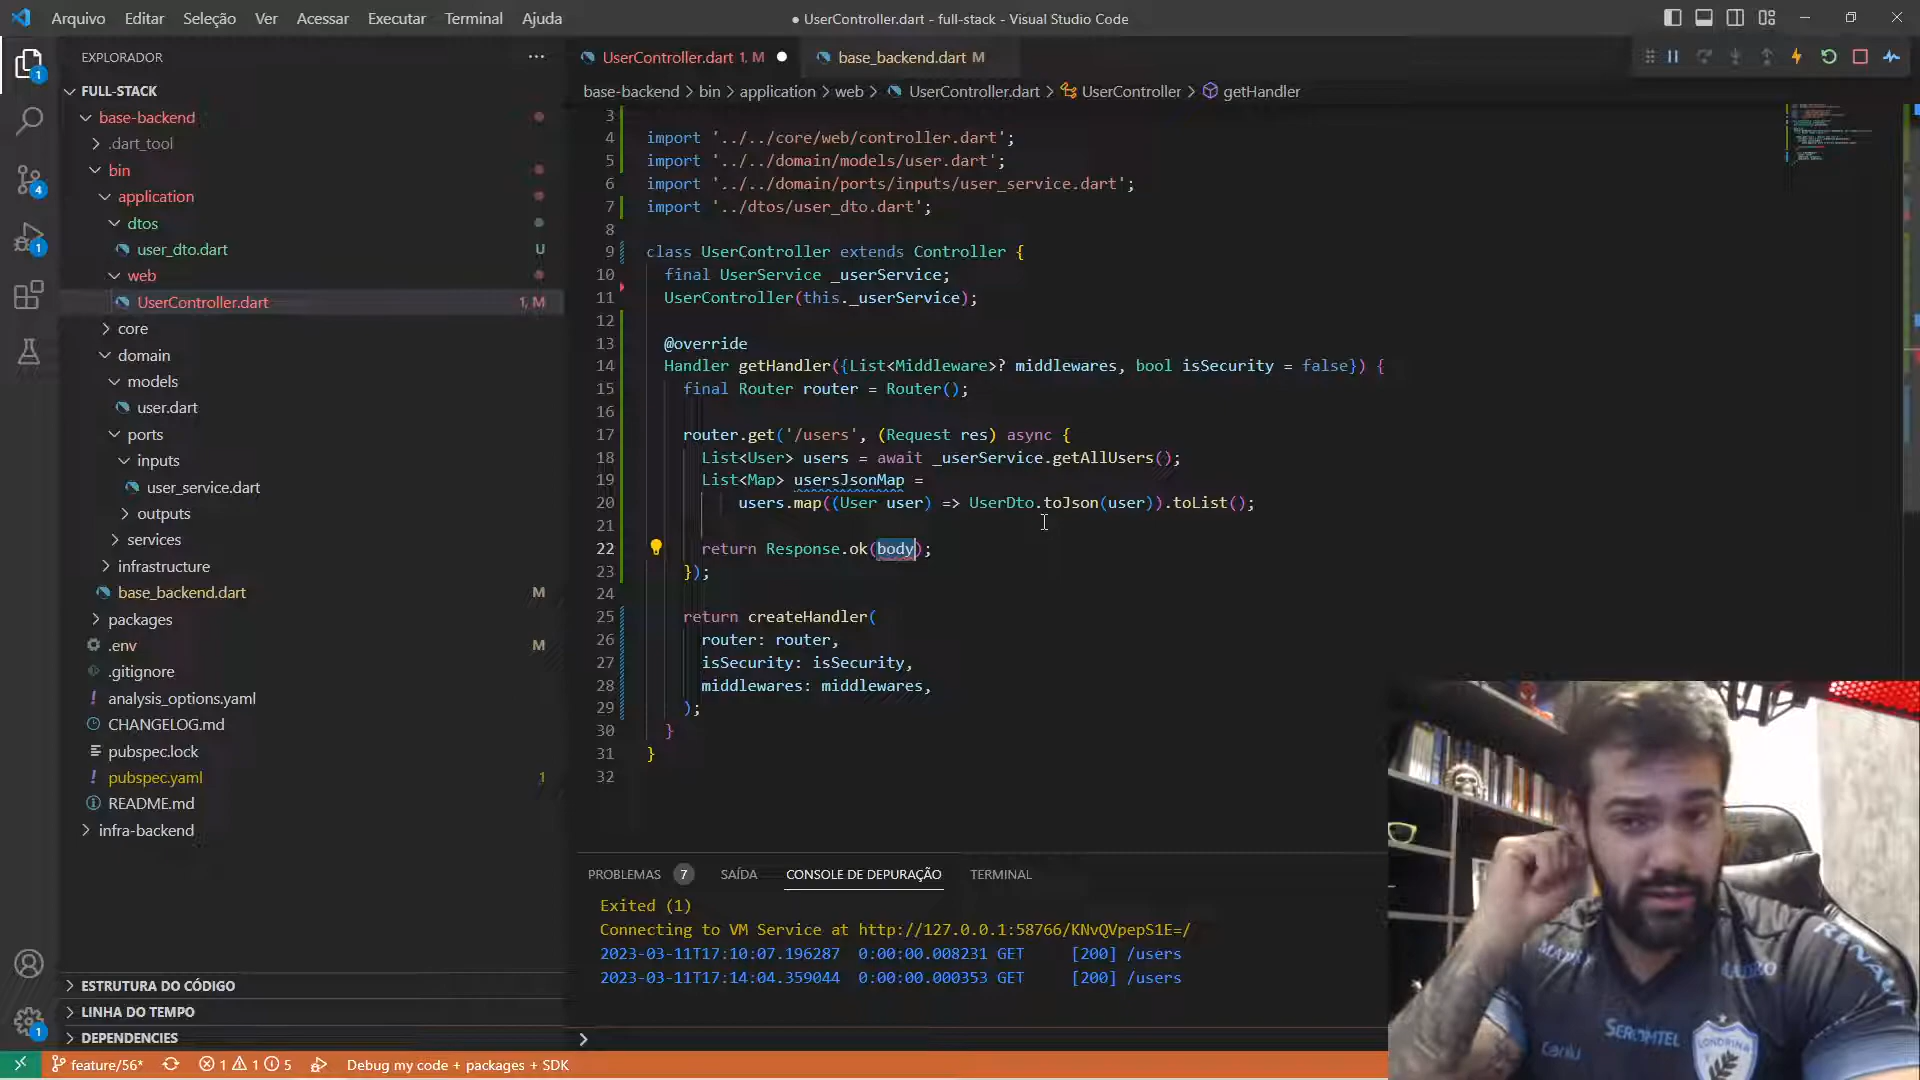 Arquivo Editar Seleção Ver Acessar Executar Terminal Ajuda
● UserController.dart - full-stack - Visual Studio Code
EXPLORADOR
FULL-STACK
base-backend
.dart_tool
bin
application
dtos
user_dto.dart U
web
UserController.dart 1, M
core
domain
models
user.dart
ports
inputs
user_service.dart
outputs
services
infrastructure
base_backend.dart M
packages
.env M
.gitignore
analysis_options.yaml
CHANGELOG.md
pubspec.lock
pubspec.yaml 1
README.md
infra-backend
ESTRUTURA DO CÓDIGO
LINHA DO TEMPO
DEPENDENCIES
1
4
1
1
UserController.dart 1, M
base_backend.dart M
base-backend > bin > application > web > UserController.dart > UserController > getHandler
3
4 import '../../core/web/controller.dart';
5 import '../../domain/models/user.dart';
6 import '../../domain/ports/inputs/user_service.dart';
7 import '../dtos/user_dto.dart';
8
9 class UserController extends Controller {
10 final UserService _userService;
11 UserController(this._userService);
12
13 @override
14 Handler getHandler({List<Middleware>? middlewares, bool isSecurity = false}) {
15 final Router router = Router();
16
17 router.get('/users', (Request res) async {
18 List<User> users = await _userService.getAllUsers();
19 List<Map> usersJsonMap =
20 users.map((User user) => UserDto.toJson(user)).toList();
21
22 return Response.ok(body);
23 });
24
25 return createHandler(
26 router: router,
27 isSecurity: isSecurity,
28 middlewares: middlewares,
29 );
30 }
31 }
32
PROBLEMAS 7 SAÍDA CONSOLE DE DEPURAÇÃO TERMINAL
Exited (1)
Connecting to VM Service at http://127.0.0.1:58766/KNvQVpepS1E=/
2023-03-11T17:10:07.196287 0:00:00.008231 GET [200] /users
2023-03-11T17:14:04.359044 0:00:00.000353 GET [200] /users
feature/56* 1 1 5 Debug my code + packages + SDK
SERCOMTEL
LONDRINA